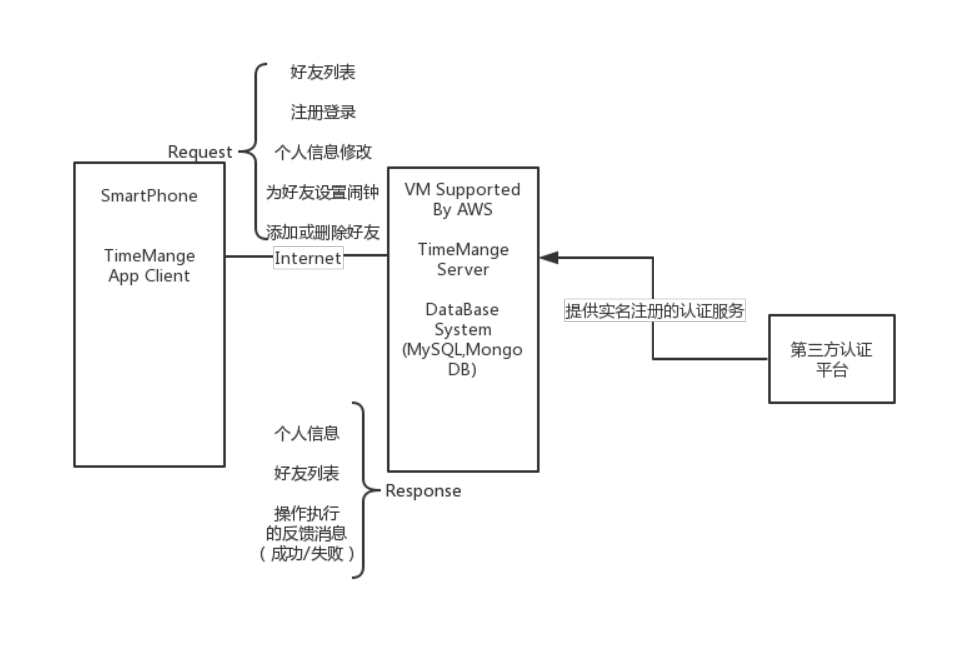 好友列表
注册登录
Request
个人信息修改
为好友设置闹钟
添加或删除好友
SmartPhone
TimeMange
App Client
Internet
VM Supported
By AWS
TimeMange
Server
DataBase
System
(MySQL,Mongo
DB)
提供实名注册的认证服务
第三方认证
平台
个人信息
好友列表
操作执行
的反馈消息
（成功/失败）
Response